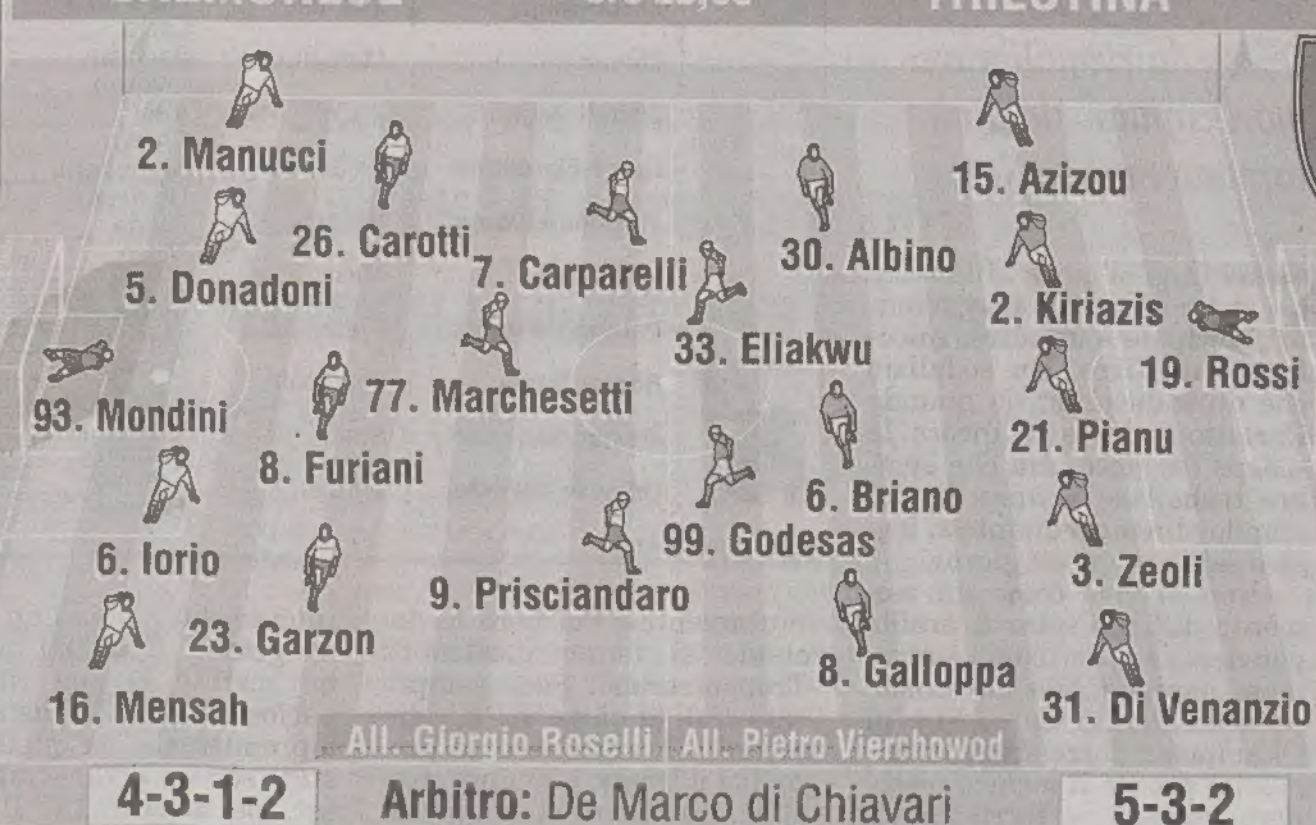 TRIESTINA
2. Manucci
15. Azizou
26. Carotti
30. Albino
5. Donadoni
7. Carparelli
2. Kiriazis
33. Eliakwu
19. Rossi
93. Mondini
77. Marchesetti
21. Pianu
8. Furiani
6. Briano
99. Godesas
6. Iorio
3. Zeoli
9. Prisciandaro
23. Garzon
8. Galloppa
16. Mensah
31. Di Venanzio
All. Giorgio Roselli All. Pietro Vierchowod
4-3-1-2 Arbitro: De Marco di Chiavari 5-3-2